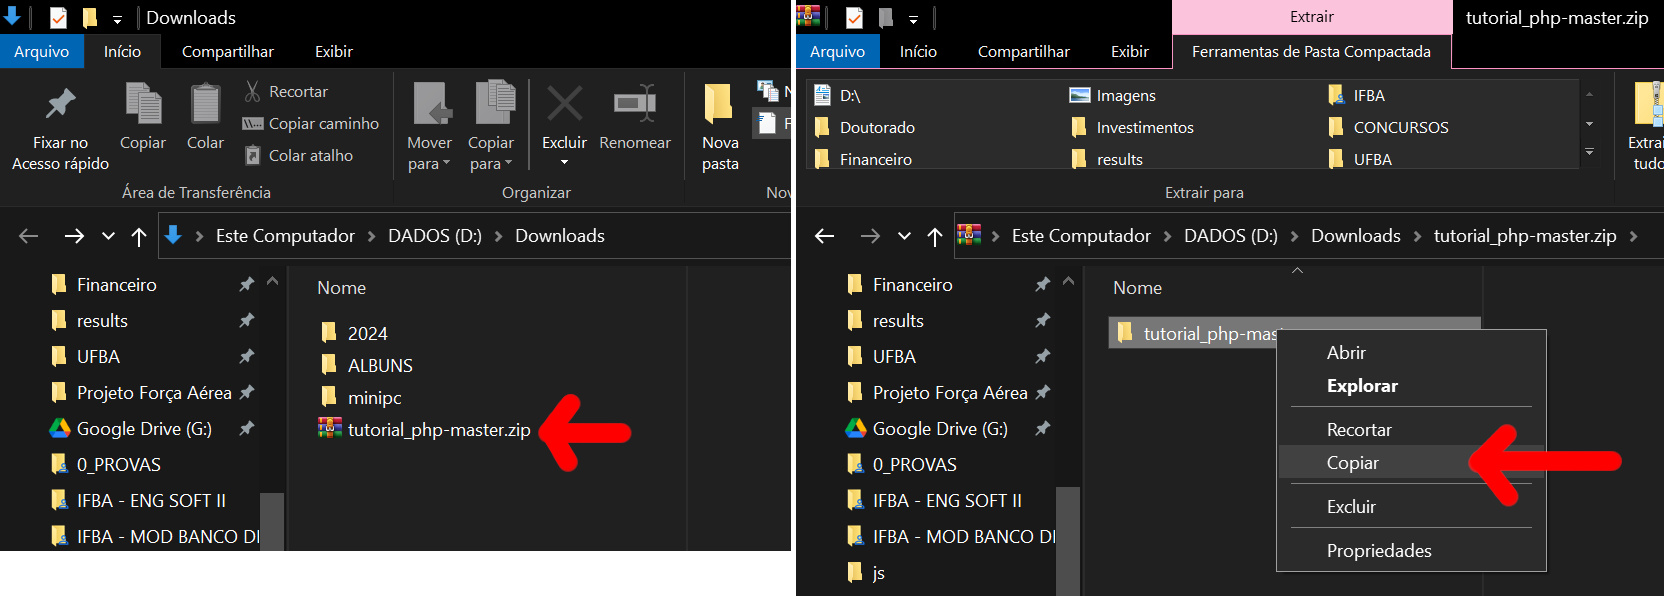 Downloads
Arquivo Início Compartilhar Exibir
Fixar no
Acesso rápido
Copiar
Colar
Recortar
Copiar caminho
Colar atalho
Área de Transferência
Mover
para
Copiar
para
Excluir
Renomear
Organizar
Nova
pasta
N
F
Nov
Este Computador DADOS (D:) Downloads
Financeiro
results
UFBA
Projeto Força Aérea
Google Drive (G:)
0_PROVAS
IFBA - ENG SOFT II
IFBA - MOD BANCO DE
Nome
2024
ALBUNS
minipc
tutorial_php-master.zip
Extrair
tutorial_php-master.zip
Arquivo Início Compartilhar Exibir Ferramentas de Pasta Compactada
D:\ Imagens IFBA
Doutorado Investimentos CONCURSOS
Financeiro results UFBA
Extrair para
Extrai
tudo
Este Computador DADOS (D:) Downloads tutorial_php-master.zip
Financeiro
results
UFBA
Projeto Força Aérea
Google Drive (G:)
0_PROVAS
IFBA - ENG SOFT II
IFBA - MOD BANCO DE
js
Nome
tutorial_php-mast
Abrir
Explorar
Recortar
Copiar
Excluir
Propriedades